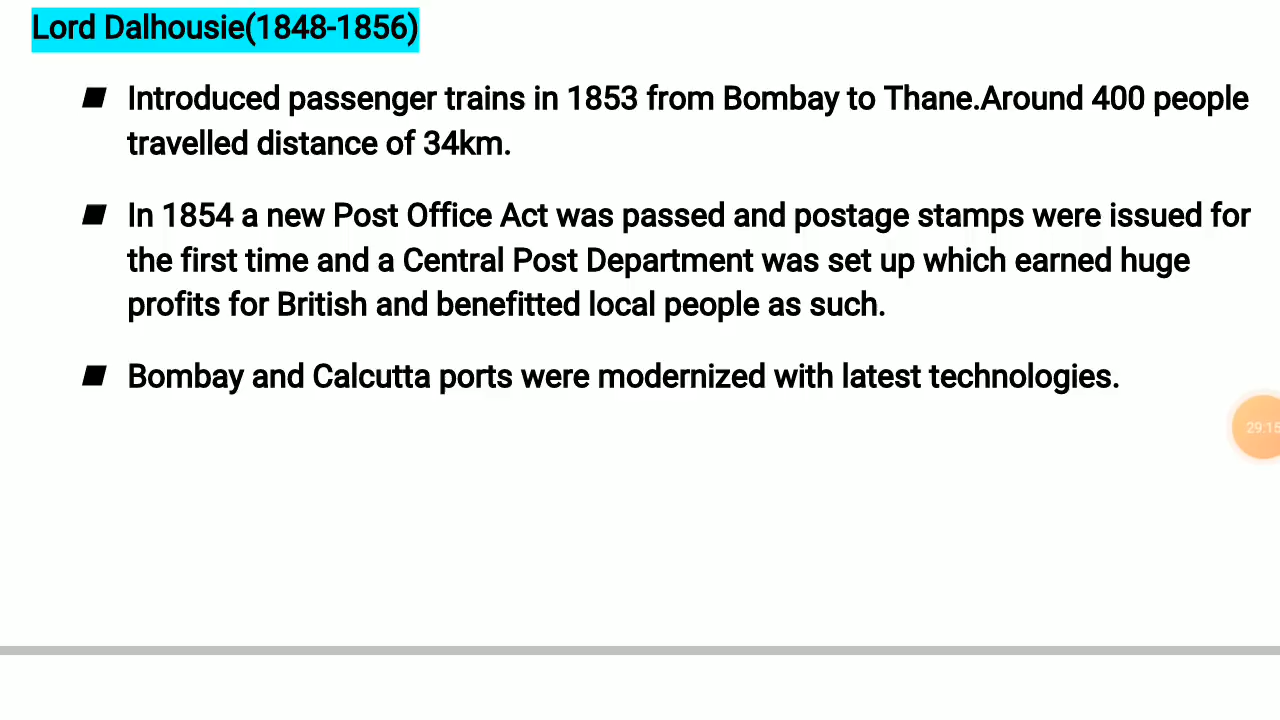 Lord Dalhousie(1848-1856)
Introduced passenger trains in 1853 from Bombay to Thane.Around 400 people
travelled distance of 34km.
In 1854 a new Post Office Act was passed and postage stamps were issued for
the first time and a Central Post Department was set up which earned huge
profits for British and benefitted local people as such.
Bombay and Calcutta ports were modernized with latest technologies.
29:15